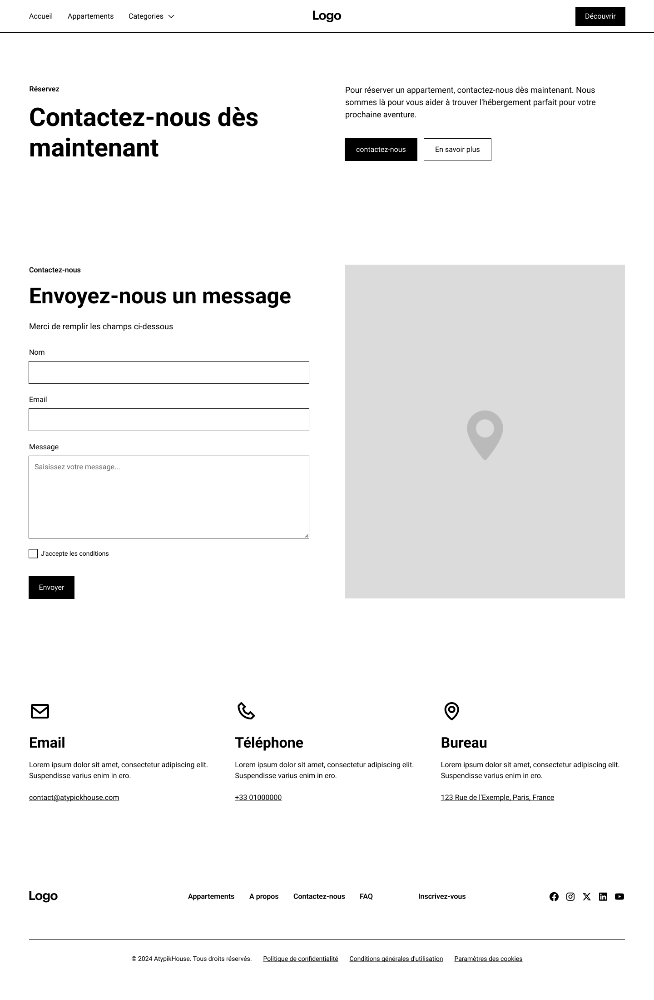 Accueil Appartements Categories Logo Découvrir
Réservez
Contactez-nous dès
maintenant
Pour réserver un appartement, contactez-nous dès maintenant. Nous
sommes là pour vous aider à trouver l'hébergement parfait pour votre
prochaine aventure.
contactez-nous En savoir plus
Contactez-nous
Envoyez-nous un message
Merci de remplir les champs ci-dessous
Nom
Email
Message
Saisissez votre message...
J'accepte les conditions
Envoyer
Email
Lorem ipsum dolor sit amet, consectetur adipiscing elit.
Suspendisse varius enim in ero.
contact@atypickhouse.com
Téléphone
Lorem ipsum dolor sit amet, consectetur adipiscing elit.
Suspendisse varius enim in ero.
+33 01000000
Bureau
Lorem ipsum dolor sit amet, consectetur adipiscing elit.
Suspendisse varius enim in ero.
123 Rue de l'Exemple, Paris, France
Logo Appartements A propos Contactez-nous FAQ Inscrivez-vous
© 2024 AtypikHouse. Tous droits réservés. Politique de confidentialité Conditions générales d'utilisation Paramètres des cookies